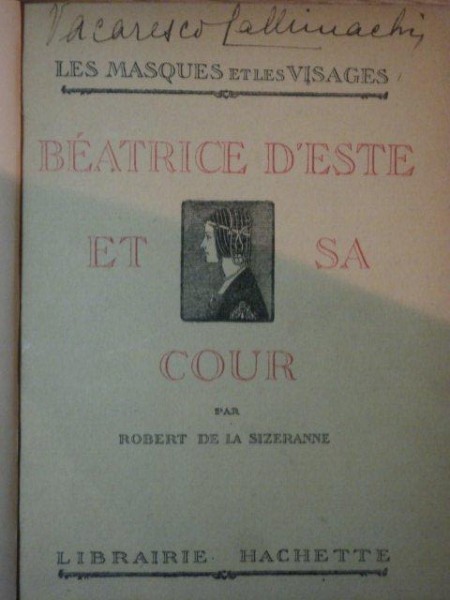 Vacaresco Callimachi
LES MASQUES ET LES VISAGES
BÉATRICE D'ESTE
ET SA
COUR
PAR
ROBERT DE LA SIZERANNE
LIBRAIRIE HACHETTE